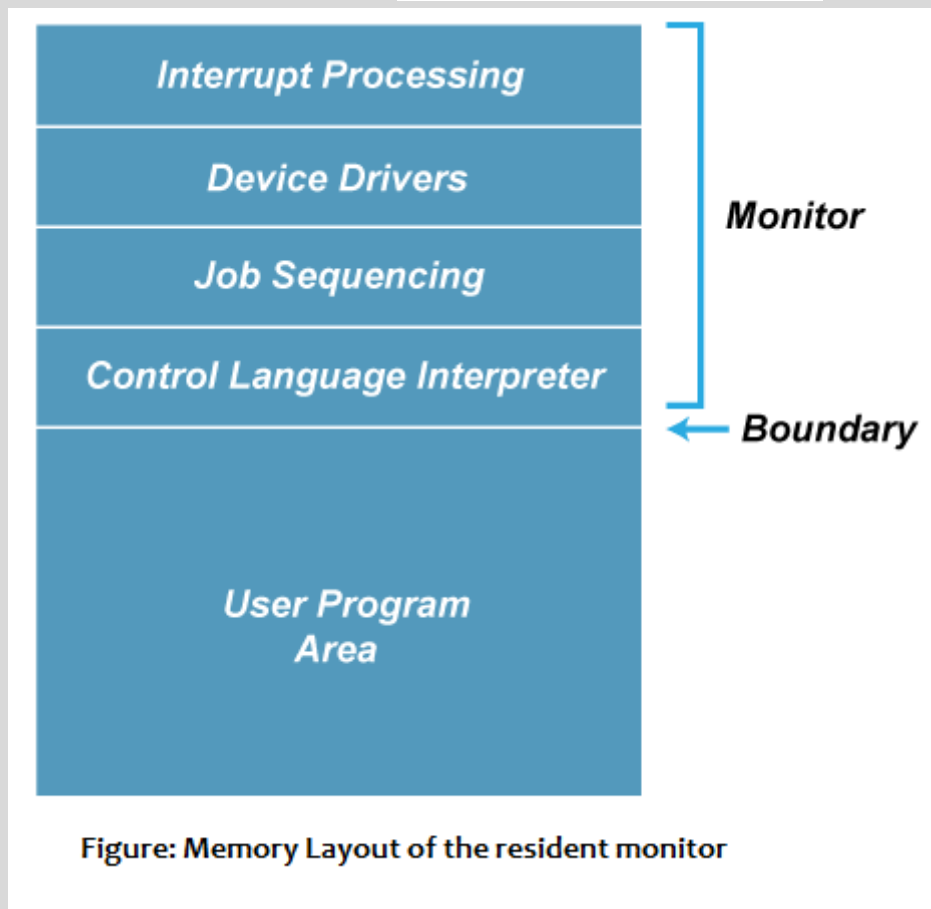 Interrupt Processing
Device Drivers
Monitor
Job Sequencing
Control Language Interpreter
Boundary
User Program
Area
Figure: Memory Layout of the resident monitor